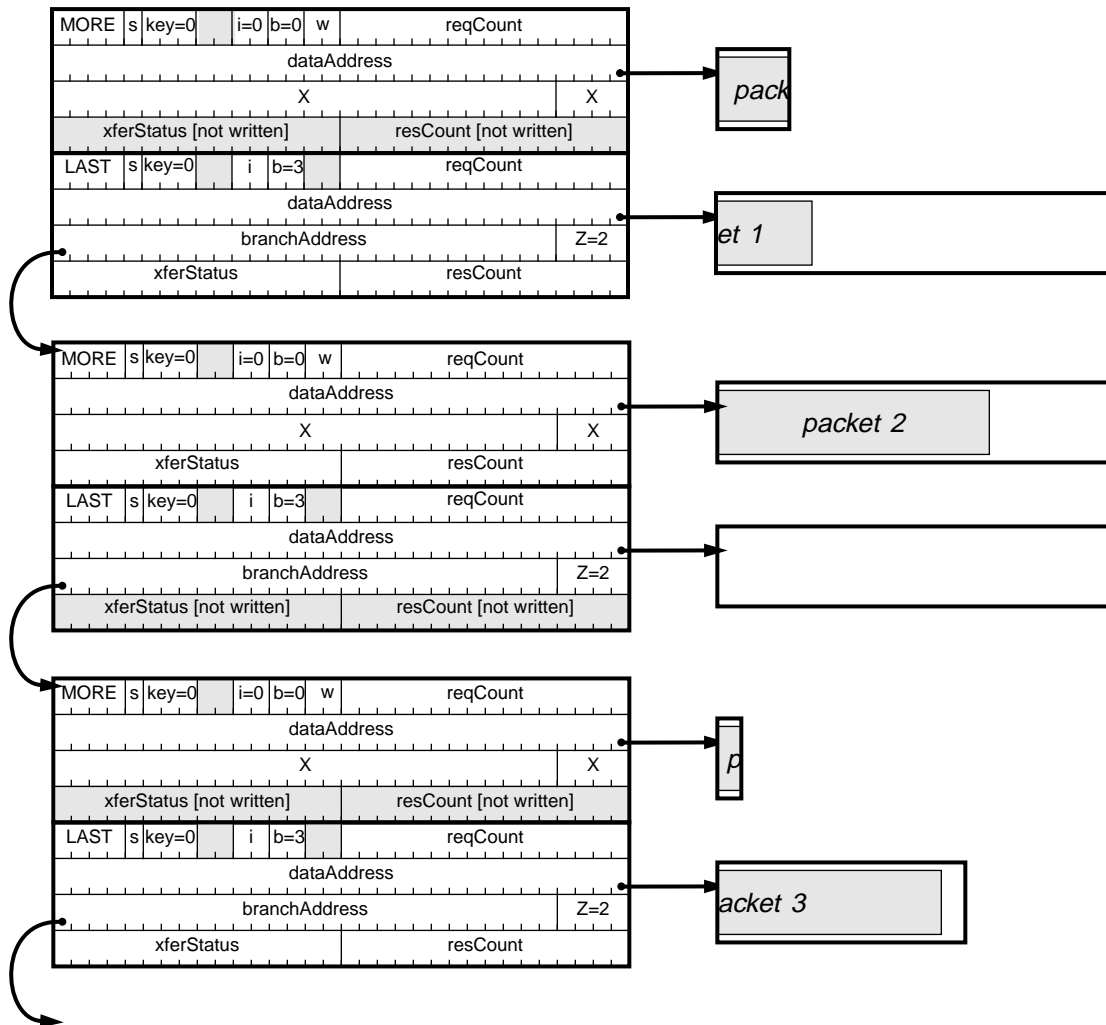 MORE s key=0 i=0 b=0 w reqCount
dataAddress
pack
X X
xferStatus [not written] resCount [not written]
LAST s key=0 i b=3 reqCount
dataAddress
et 1
branchAddress Z=2
xferStatus resCount
MORE s key=0 i=0 b=0 w reqCount
dataAddress
packet 2
X X
xferStatus resCount
LAST s key=0 i b=3 reqCount
dataAddress
branchAddress Z=2
xferStatus [not written] resCount [not written]
MORE s key=0 i=0 b=0 w reqCount
dataAddress
p
X X
xferStatus [not written] resCount [not written]
LAST s key=0 i b=3 reqCount
dataAddress
acket 3
branchAddress Z=2
xferStatus resCount